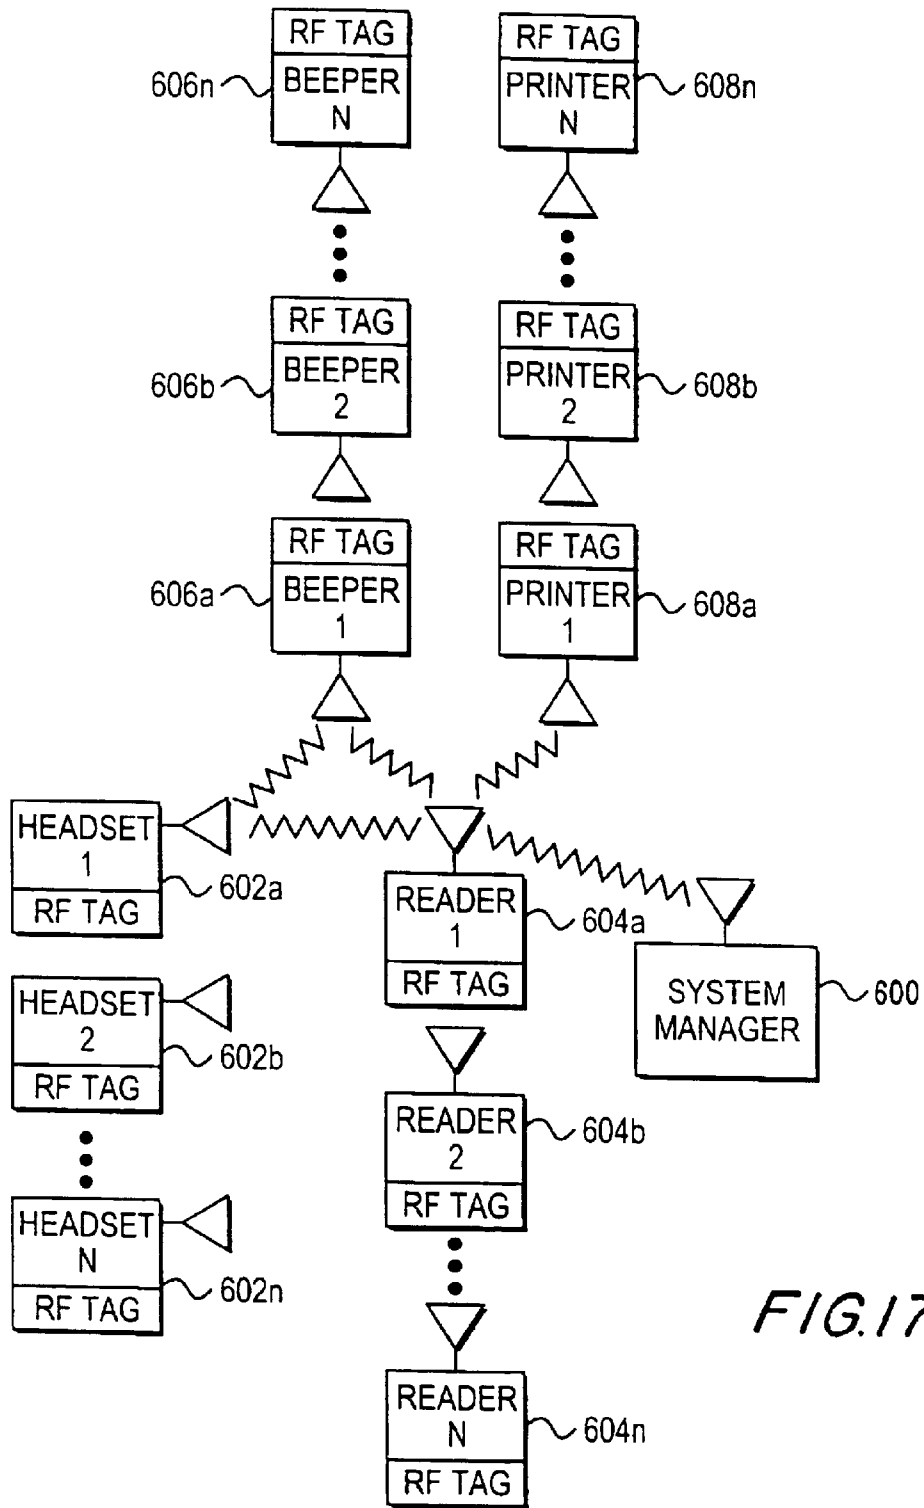 RF TAG
BEEPER
N
606n
RF TAG
PRINTER
N
608n
RF TAG
BEEPER
2
606b
RF TAG
PRINTER
2
608b
RF TAG
BEEPER
1
606a
RF TAG
PRINTER
1
608a
HEADSET
1
RF TAG
602a
READER
1
RF TAG
604a
SYSTEM
MANAGER
600
HEADSET
2
RF TAG
602b
READER
2
RF TAG
604b
HEADSET
N
RF TAG
602n
READER
N
RF TAG
604n
FIG.17